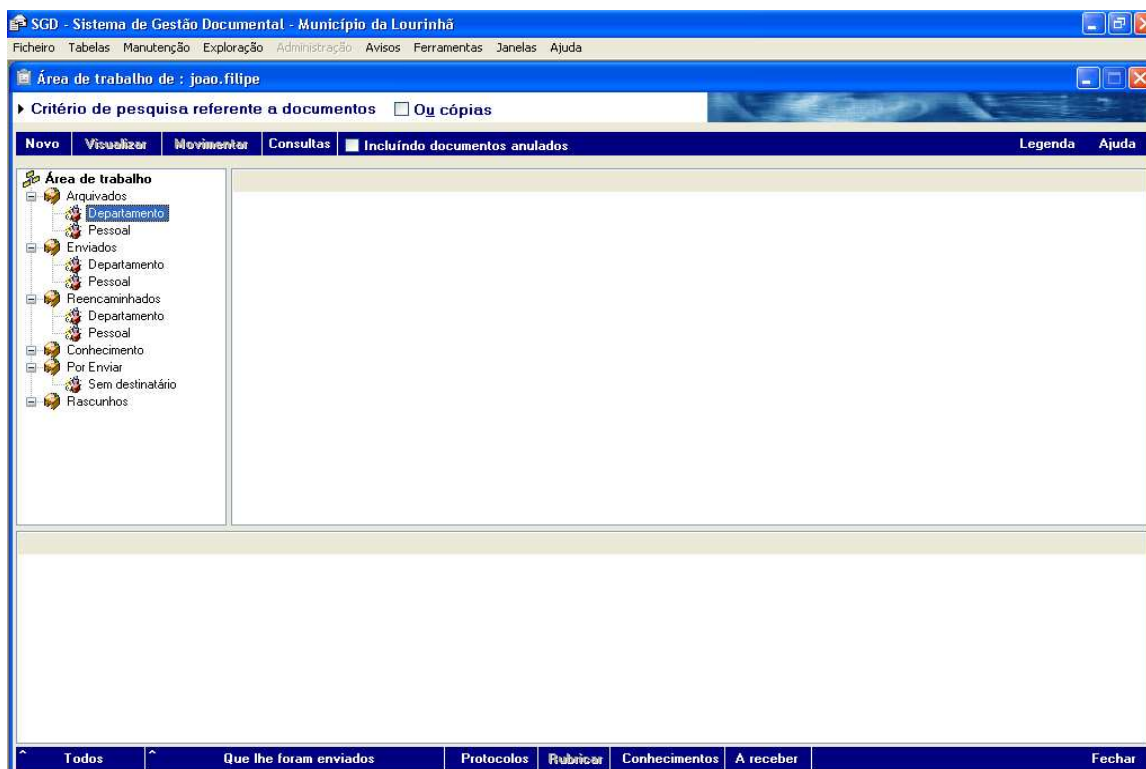 SGD - Sistema de Gestão Documental - Município da Lourinhã
Ficheiro Tabelas Manutenção Exploração Administração Avisos Ferramentas Janelas Ajuda
Área de trabalho de : joao.filipe
Critério de pesquisa referente a documentos Ou cópias
Novo Visualizar Movimentar Consultas Incluíndo documentos anulados Legenda Ajuda
Área de trabalho
Arquivados
Departamento
Pessoal
Enviados
Departamento
Pessoal
Reencaminhados
Departamento
Pessoal
Conhecimento
Por Enviar
Sem destinatário
Rascunhos
^ Todos ^ Que lhe foram enviados Protocolos Rubricar Conhecimentos A receber Fechar